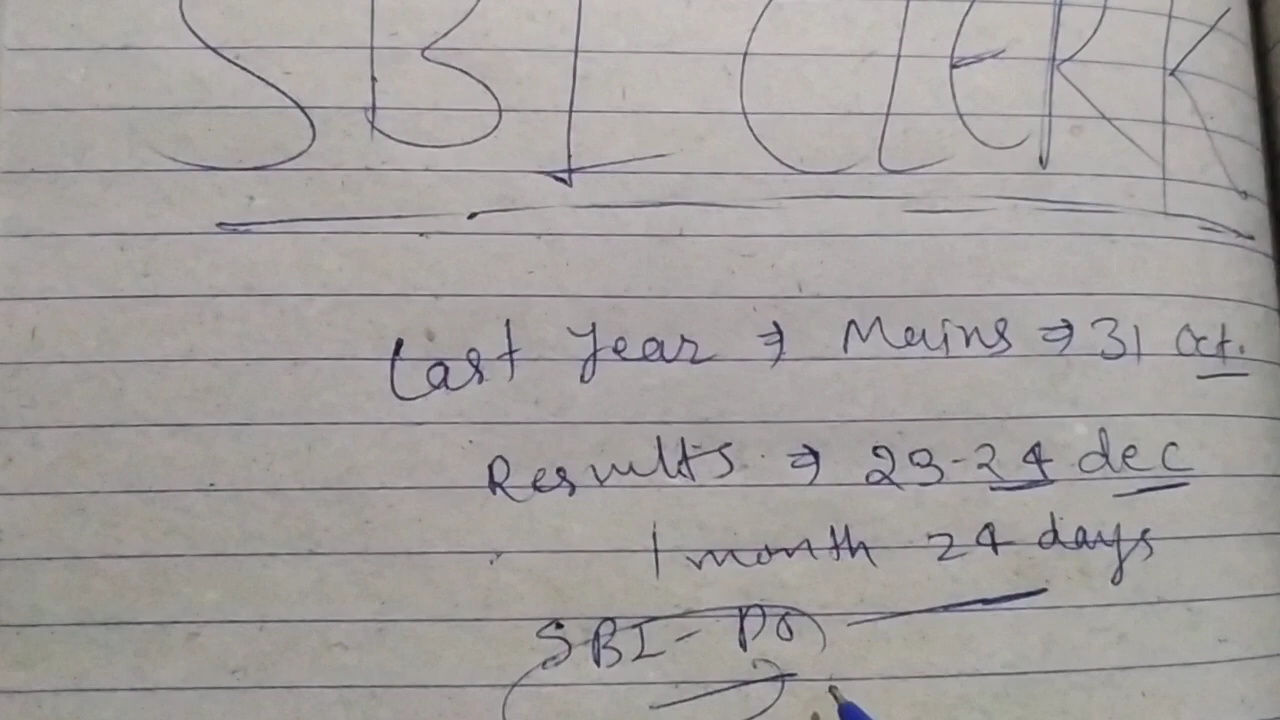 SBI CLERK
Last Year ⇒ Mains ⇒ 31 Oct.
Results ⇒ 23-24 dec
1 month 24 days
SBI - PO